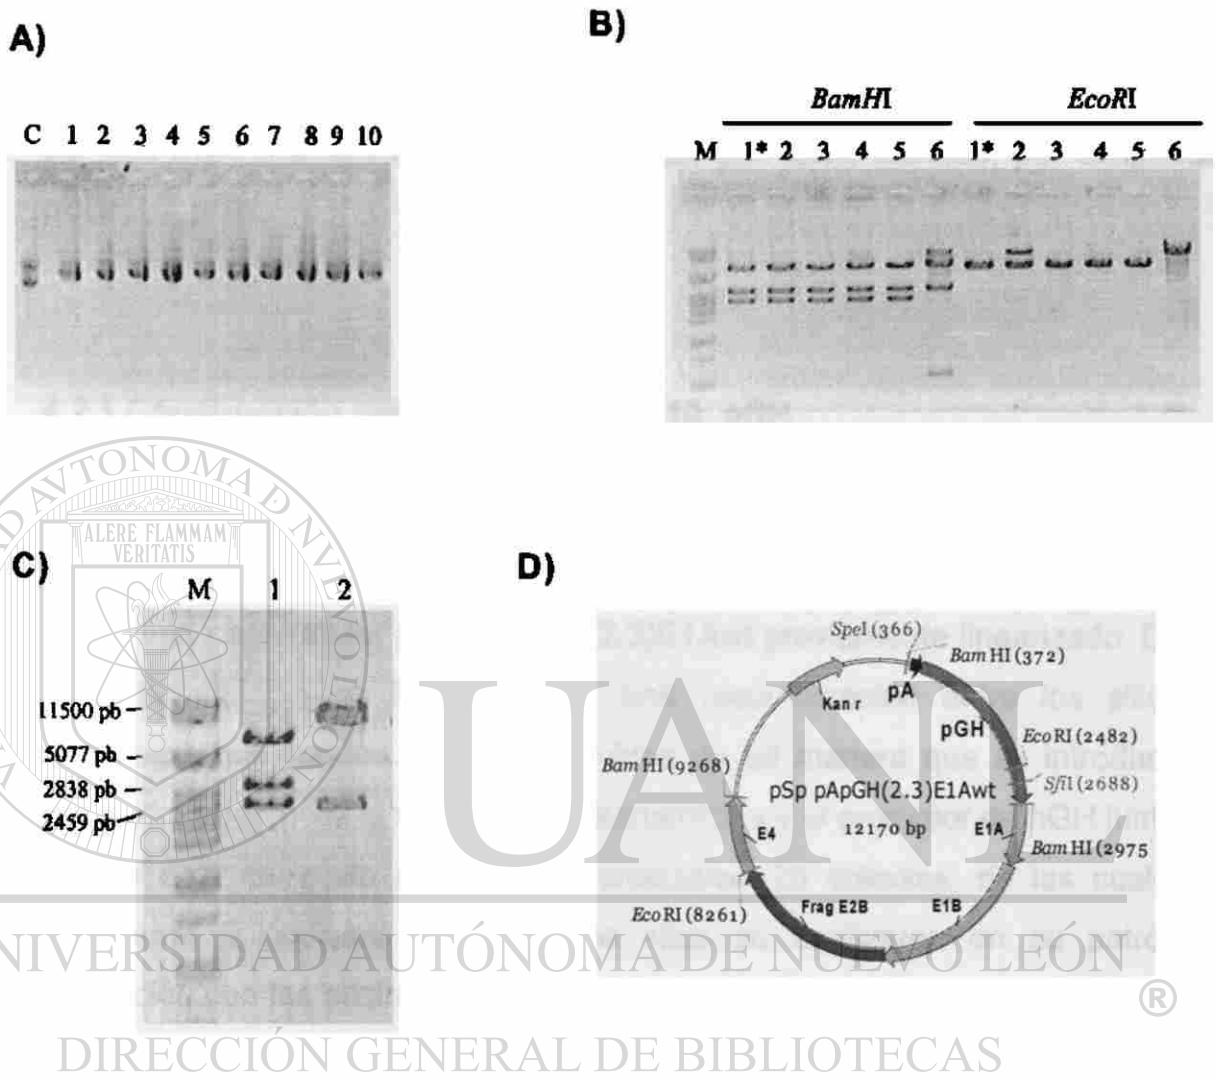 A)
C 1 2 3 4 5 6 7 8 9 10
B)
BamHI EcoRI
M 1* 2 3 4 5 6 1* 2 3 4 5 6
C)
M 1 2
11500 pb
5077 pb
2838 pb
2459 pb
D)
SpeI (366)
BamHI (372)
pA
Kan r
pGH
EcoRI (2482)
BamHI (9268)
SfiI (2688)
pSp pApGH(2.3)E1Awt
12170 bp
E4
E1A
BamHI (2975
Frag E2B
E1B
EcoRI (8261)
ALERE FLAMMAM
VERITATIS
UANL
UNIVERSIDAD AUTÓNOMA DE NUEVO LEÓN
®
DIRECCIÓN GENERAL DE BIBLIOTECAS